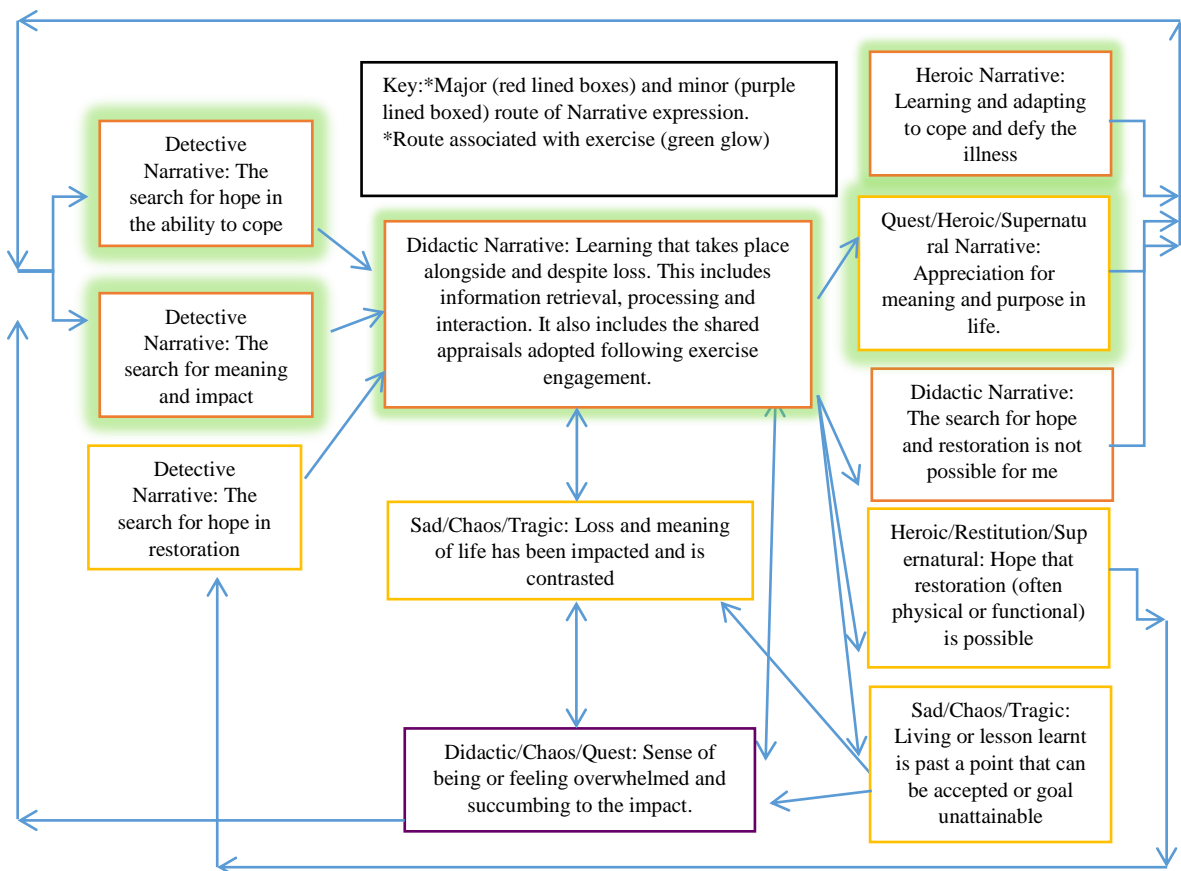 Key:*Major (red lined boxes) and minor (purple
lined boxed) route of Narrative expression.
*Route associated with exercise (green glow)
Detective
Narrative: The
search for hope in
the ability to cope
Detective
Narrative: The
search for meaning
and impact
Detective
Narrative: The
search for hope in
restoration
Didactic Narrative: Learning that takes place
alongside and despite loss. This includes
information retrieval, processing and
interaction. It also includes the shared
appraisals adopted following exercise
engagement.
Sad/Chaos/Tragic: Loss and meaning
of life has been impacted and is
contrasted
Didactic/Chaos/Quest: Sense of
being or feeling overwhelmed and
succumbing to the impact.
Heroic Narrative:
Learning and adapting
to cope and defy the
illness
Quest/Heroic/Supernatu
ral Narrative:
Appreciation for
meaning and purpose in
life.
Didactic Narrative:
The search for hope
and restoration is not
possible for me
Heroic/Restitution/Sup
ernatural: Hope that
restoration (often
physical or functional)
is possible
Sad/Chaos/Tragic:
Living or lesson learnt
is past a point that can
be accepted or goal
unattainable